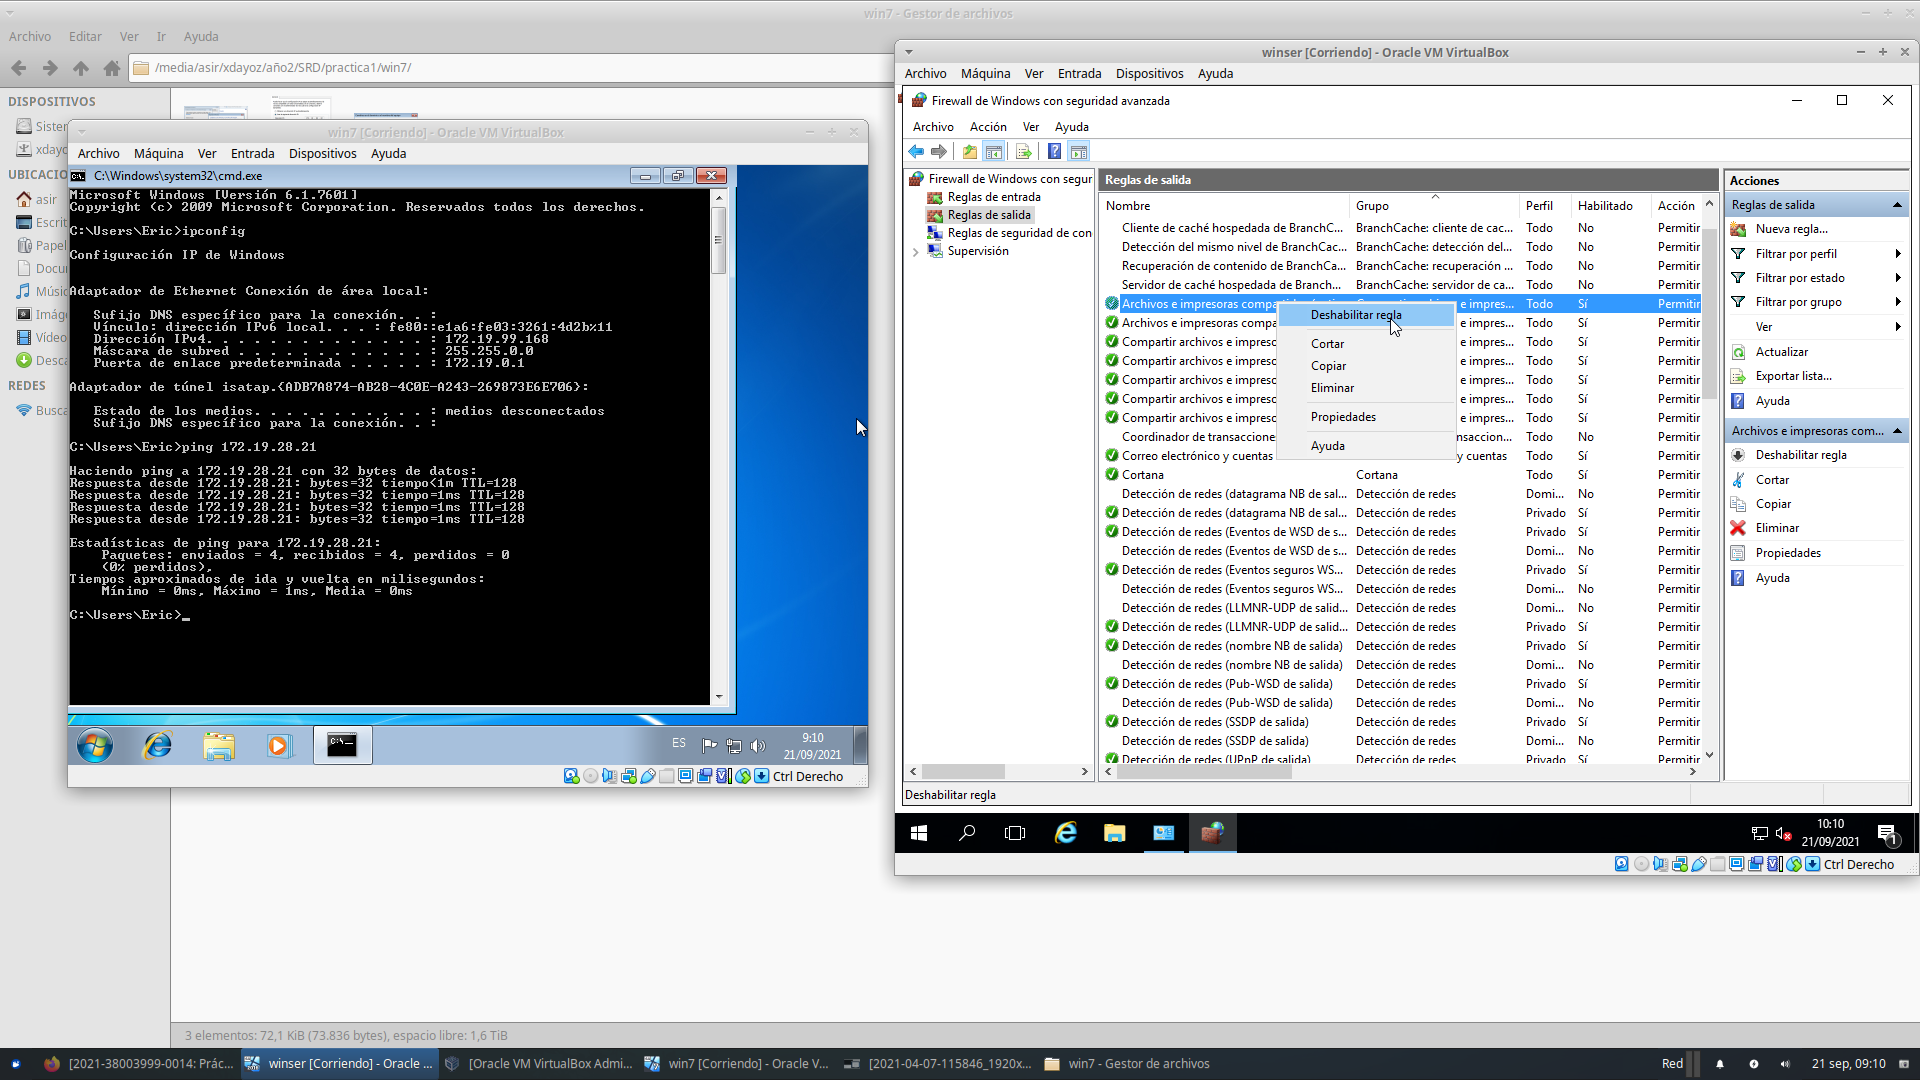 win7 - Gestor de archivos
Archivo Editar Ver Ir Ayuda
/media/asir/xdayoz/año2/SRD/practica1/win7/
DISPOSITIVOS
UBICACIO
asir
REDES
3 elementos: 72,1 KiB (73.836 bytes), espacio libre: 1,6 TiB
win7 [Corriendo] - Oracle VM VirtualBox
Archivo Máquina Ver Entrada Dispositivos Ayuda
C:\Windows\system32\cmd.exe
Microsoft Windows [Versión 6.1.7601]
Copyright (c) 2009 Microsoft Corporation. Reservados todos los derechos.
C:\Users\Eric>ipconfig
Configuración IP de Windows
Adaptador de Ethernet Conexión de área local:
Sufijo DNS específico para la conexión. . :
Vínculo: dirección IPv6 local. . . : fe80::e1a6:fe03:3261:4d2b%11
Dirección IPv4. . . . . . . . . . . . . . : 172.19.99.168
Máscara de subred . . . . . . . . . . . . : 255.255.0.0
Puerta de enlace predeterminada . . . . . : 172.19.0.1
Adaptador de túnel isatap.{ADB7A874-AB28-4C0E-A243-269873E6E706}:
Estado de los medios. . . . . . . . . . . : medios desconectados
Sufijo DNS específico para la conexión. . :
C:\Users\Eric>ping 172.19.28.21
Haciendo ping a 172.19.28.21 con 32 bytes de datos:
Respuesta desde 172.19.28.21: bytes=32 tiempo<1m TTL=128
Respuesta desde 172.19.28.21: bytes=32 tiempo=1ms TTL=128
Respuesta desde 172.19.28.21: bytes=32 tiempo=1ms TTL=128
Respuesta desde 172.19.28.21: bytes=32 tiempo=1ms TTL=128
Estadísticas de ping para 172.19.28.21:
Paquetes: enviados = 4, recibidos = 4, perdidos = 0
(0% perdidos),
Tiempos aproximados de ida y vuelta en milisegundos:
Mínimo = 0ms, Máximo = 1ms, Media = 0ms
C:\Users\Eric>_
ES
9:10
21/09/2021
Ctrl Derecho
winser [Corriendo] - Oracle VM VirtualBox
Archivo Máquina Ver Entrada Dispositivos Ayuda
Firewall de Windows con seguridad avanzada
Archivo Acción Ver Ayuda
Firewall de Windows con segur
Reglas de entrada
Reglas de salida
Reglas de seguridad de con
Supervisión
Reglas de salida
Nombre Grupo Perfil Habilitado Acción
Cliente de caché hospedada de BranchC... BranchCache: cliente de cac... Todo No Permitir
Detección del mismo nivel de BranchCac... BranchCache: detección del... Todo No Permitir
Recuperación de contenido de BranchCa... BranchCache: recuperación ... Todo No Permitir
Servidor de caché hospedada de Branch... BranchCache: servidor de ca... Todo No Permitir
Archivos e impresoras e impres... Todo Sí Permitir
Archivos e impresoras compa e impres... Todo Sí Permitir
Compartir archivos e impreso e impres... Todo Sí Permitir
Compartir archivos e impreso e impres... Todo Sí Permitir
Compartir archivos e impreso e impres... Todo Sí Permitir
Compartir archivos e impreso e impres... Todo Sí Permitir
Compartir archivos e impreso e impres... Todo Sí Permitir
Coordinador de transaccione nsaccion... Todo No Permitir
Correo electrónico y cuentas y cuentas Todo Sí Permitir
Cortana Cortana Todo Sí Permitir
Detección de redes (datagrama NB de sal... Detección de redes Domi... No Permitir
Detección de redes (datagrama NB de sal... Detección de redes Privado Sí Permitir
Detección de redes (Eventos de WSD de s... Detección de redes Privado Sí Permitir
Detección de redes (Eventos de WSD de s... Detección de redes Domi... No Permitir
Detección de redes (Eventos seguros WS... Detección de redes Privado Sí Permitir
Detección de redes (Eventos seguros WS... Detección de redes Domi... No Permitir
Detección de redes (LLMNR-UDP de salid... Detección de redes Domi... No Permitir
Detección de redes (LLMNR-UDP de salid... Detección de redes Privado Sí Permitir
Detección de redes (nombre NB de salida) Detección de redes Privado Sí Permitir
Detección de redes (nombre NB de salida) Detección de redes Domi... No Permitir
Detección de redes (Pub-WSD de salida) Detección de redes Privado Sí Permitir
Detección de redes (Pub-WSD de salida) Detección de redes Domi... No Permitir
Detección de redes (SSDP de salida) Detección de redes Privado Sí Permitir
Detección de redes (SSDP de salida) Detección de redes Domi... No Permitir
Detección de redes (UPnP de salida) Detección de redes Privado Sí Permitir
Deshabilitar regla
Cortar
Copiar
Eliminar
Propiedades
Ayuda
Acciones
Reglas de salida
Nueva regla...
Filtrar por perfil
Filtrar por estado
Filtrar por grupo
Ver
Actualizar
Exportar lista...
Ayuda
Archivos e impresoras com...
Deshabilitar regla
Cortar
Copiar
Eliminar
Propiedades
Ayuda
Deshabilitar regla
10:10
21/09/2021
1
Ctrl Derecho
[2021-38003999-0014: Prác...
winser [Corriendo] - Oracle ...
[Oracle VM VirtualBox Admi...
win7 [Corriendo] - Oracle V...
[2021-04-07-115846_1920x...
win7 - Gestor de archivos
Red
21 sep, 09:10